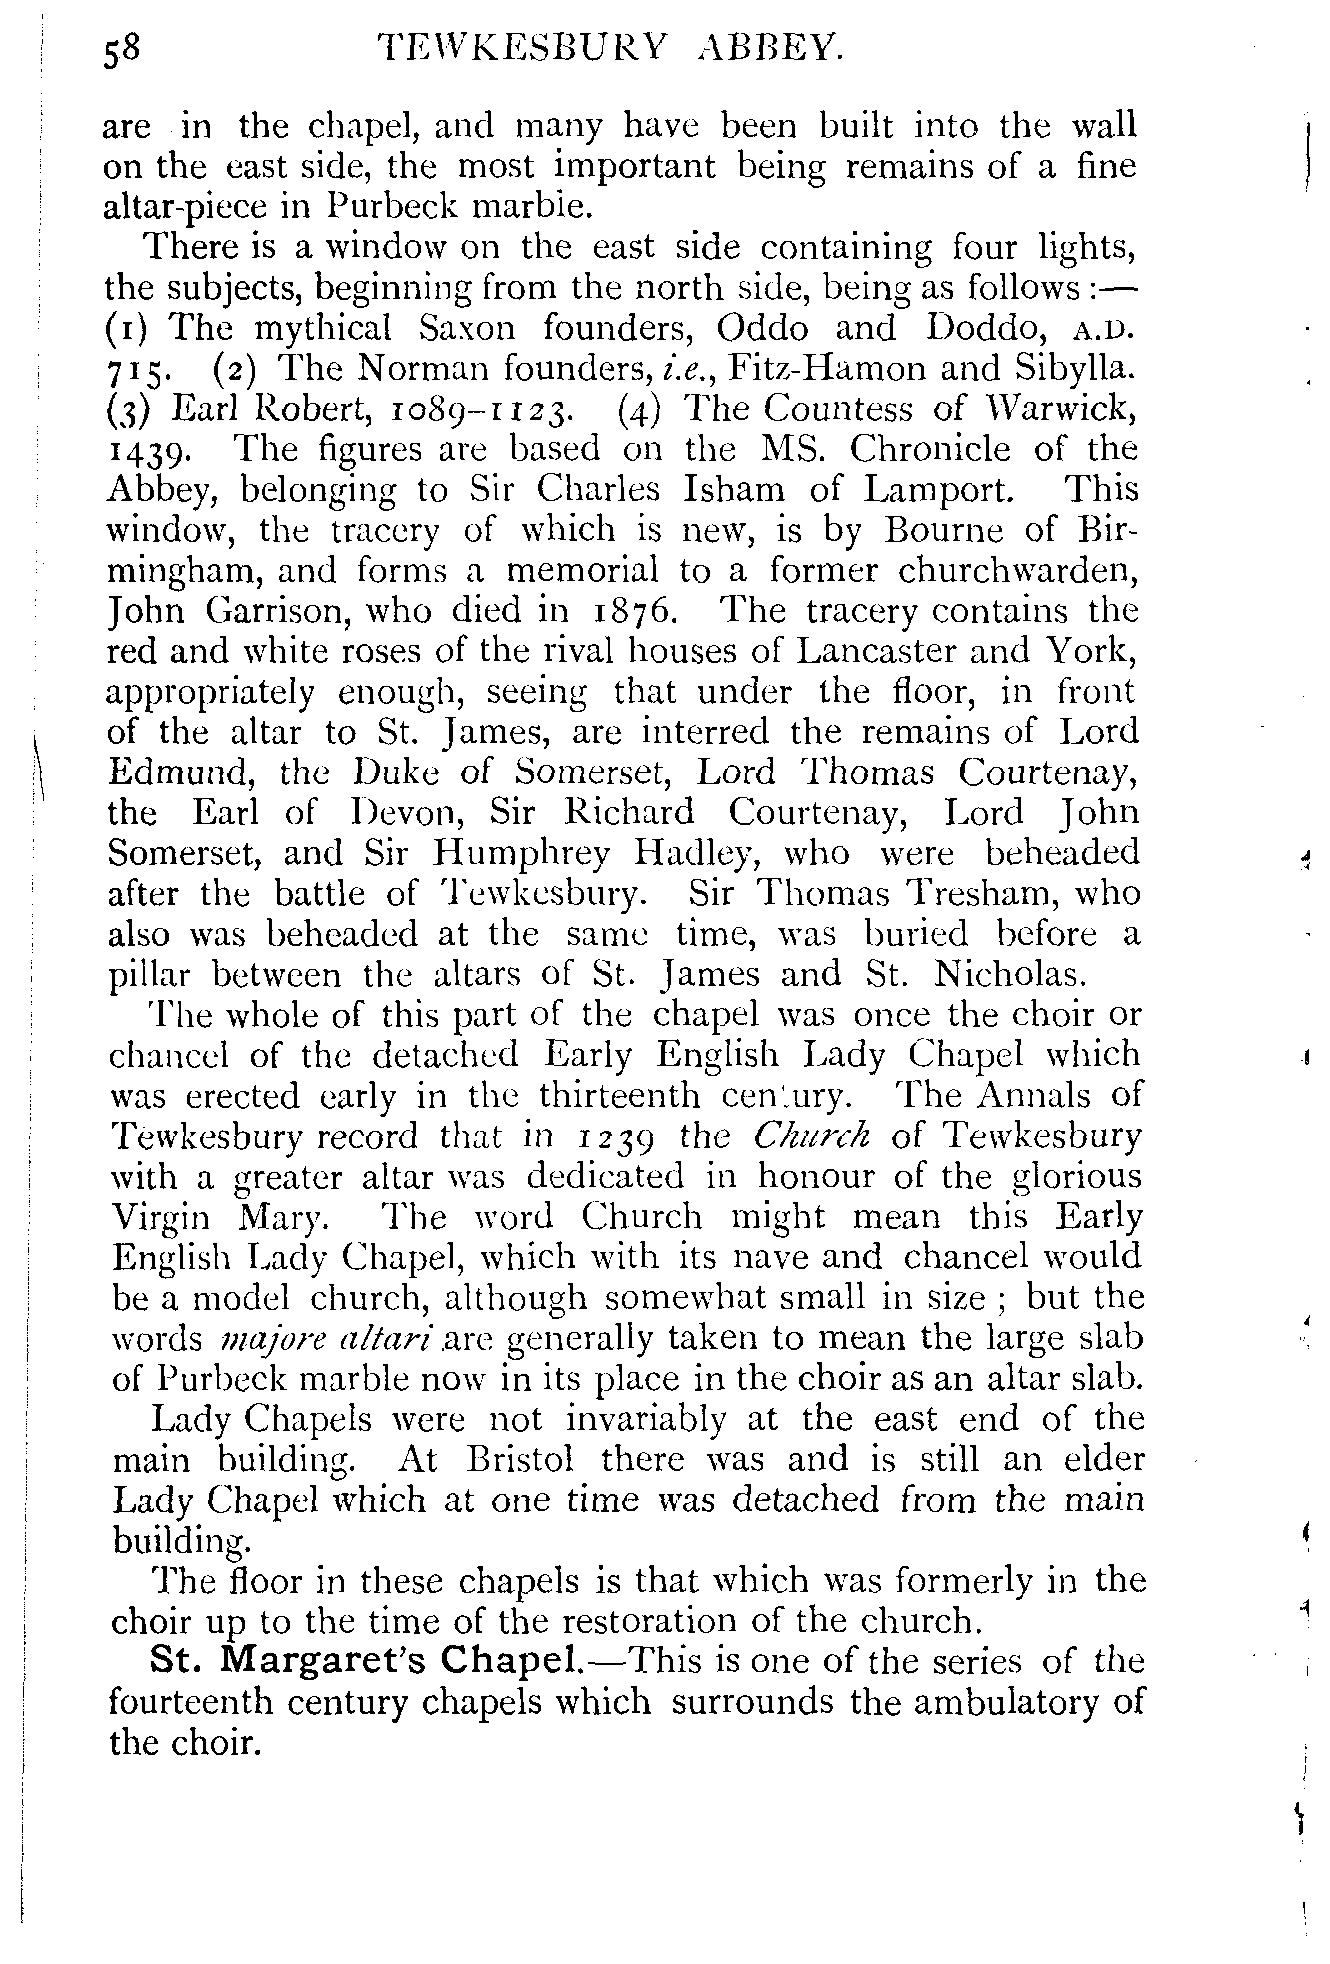 58 TEWKESBURY ABBEY.
are in the chapel, and many have been built into the wall
on the east side, the most important being remains of a fine
altar-piece in Purbeck marble.
There is a window on the east side containing four lights,
the subjects, beginning from the north side, being as follows :—
(1) The mythical Saxon founders, Oddo and Doddo, A.D.
715. (2) The Norman founders, i.e., Fitz-Hamon and Sibylla.
(3) Earl Robert, 1089–1123. (4) The Countess of Warwick,
1439. The figures are based on the MS. Chronicle of the
Abbey, belonging to Sir Charles Isham of Lamport. This
window, the tracery of which is new, is by Bourne of Bir-
mingham, and forms a memorial to a former churchwarden,
John Garrison, who died in 1876. The tracery contains the
red and white roses of the rival houses of Lancaster and York,
appropriately enough, seeing that under the floor, in front
of the altar to St. James, are interred the remains of Lord
Edmund, the Duke of Somerset, Lord Thomas Courtenay,
the Earl of Devon, Sir Richard Courtenay, Lord John
Somerset, and Sir Humphrey Hadley, who were beheaded
after the battle of Tewkesbury. Sir Thomas Tresham, who
also was beheaded at the same time, was buried before a
pillar between the altars of St. James and St. Nicholas.
The whole of this part of the chapel was once the choir or
chancel of the detached Early English Lady Chapel which
was erected early in the thirteenth century. The Annals of
Tewkesbury record that in 1239 the Church of Tewkesbury
with a greater altar was dedicated in honour of the glorious
Virgin Mary. The word Church might mean this Early
English Lady Chapel, which with its nave and chancel would
be a model church, although somewhat small in size ; but the
words majore altari are generally taken to mean the large slab
of Purbeck marble now in its place in the choir as an altar slab.
Lady Chapels were not invariably at the east end of the
main building. At Bristol there was and is still an elder
Lady Chapel which at one time was detached from the main
building.
The floor in these chapels is that which was formerly in the
choir up to the time of the restoration of the church.
St. Margaret's Chapel.—This is one of the series of the
fourteenth century chapels which surrounds the ambulatory of
the choir.